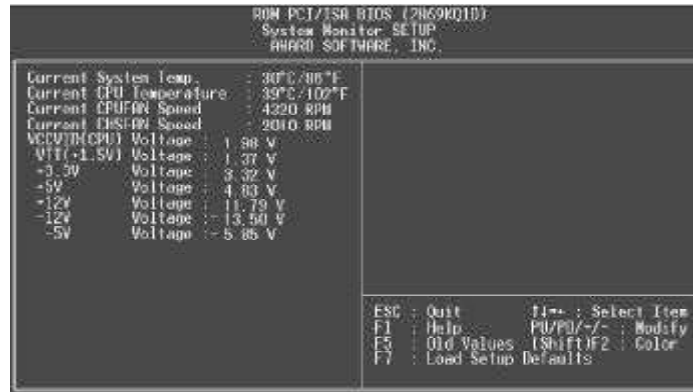 ROM PCI/ISA BIOS (2N69KQ1D)
System Monitor SETUP
AWARD SOFTWARE, INC.
Current System Temp. : 30°C/86°F
Current CPU Temperature : 39°C/102°F
Current CPUFAN Speed : 4320 RPM
Current CHSFAN Speed : 2010 RPM
Voltage : 1.98 V
VTT(+1.5V) Voltage : 1.37 V
+3.3V Voltage : 3.32 V
+5V Voltage : 4.83 V
+12V Voltage : 11.79 V
-12V Voltage :- 13.50 V
-5V Voltage :- 5.85 V
ESC : Quit ↑↓→← : Select Item
F1 : Help PU/PD/+/- : Modify
F5 : Old Values (Shift)F2 : Color
F7 : Load Setup Defaults